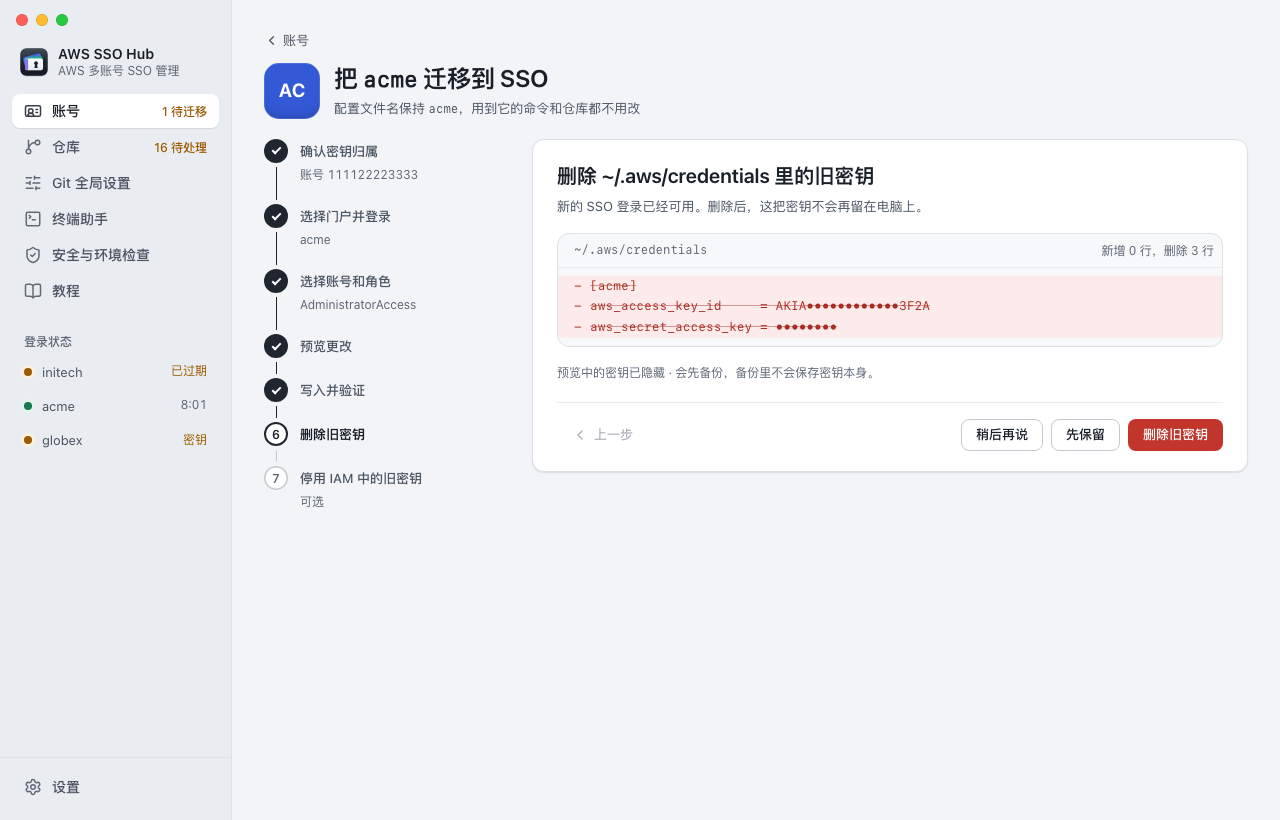 AWS SSO Hub
AWS 多账号 SSO 管理
账号 1 待迁移
仓库 16 待处理
Git 全局设置
终端助手
安全与环境检查
教程
登录状态
initech 已过期
acme 8:01
globex 密钥
设置
账号
AC
把 acme 迁移到 SSO
配置文件名保持 acme，用到它的命令和仓库都不用改
确认密钥归属
账号 111122223333
选择门户并登录
acme
选择账号和角色
AdministratorAccess
预览更改
写入并验证
6 删除旧密钥
7 停用 IAM 中的旧密钥
可选
删除 ~/.aws/credentials 里的旧密钥
新的 SSO 登录已经可用。删除后，这把密钥不会再留在电脑上。
~/.aws/credentials 新增 0 行，删除 3 行
− [acme]
− aws_access_key_id     = AKIA●●●●●●●●●●●●3F2A
− aws_secret_access_key = ●●●●●●●●
预览中的密钥已隐藏 · 会先备份，备份里不会保存密钥本身。
上一步 稍后再说 先保留 删除旧密钥